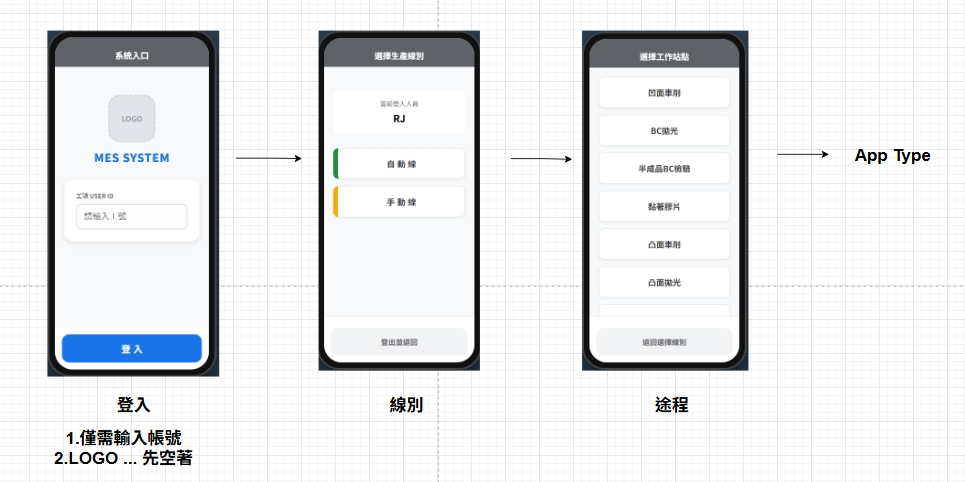 系統入口
LOGO
MES SYSTEM
工號 USER ID
請輸入工號
登入
選擇生產線別
當前登入人員
RJ
自動線
手動線
登出並返回
選擇工作站點
凹面車削
BC拋光
半成品BC檢驗
黏著膠片
凸面車削
凸面拋光
返回選擇線別
App Type
登入
1.僅需輸入帳號
2.LOGO ... 先空著
線別
途程